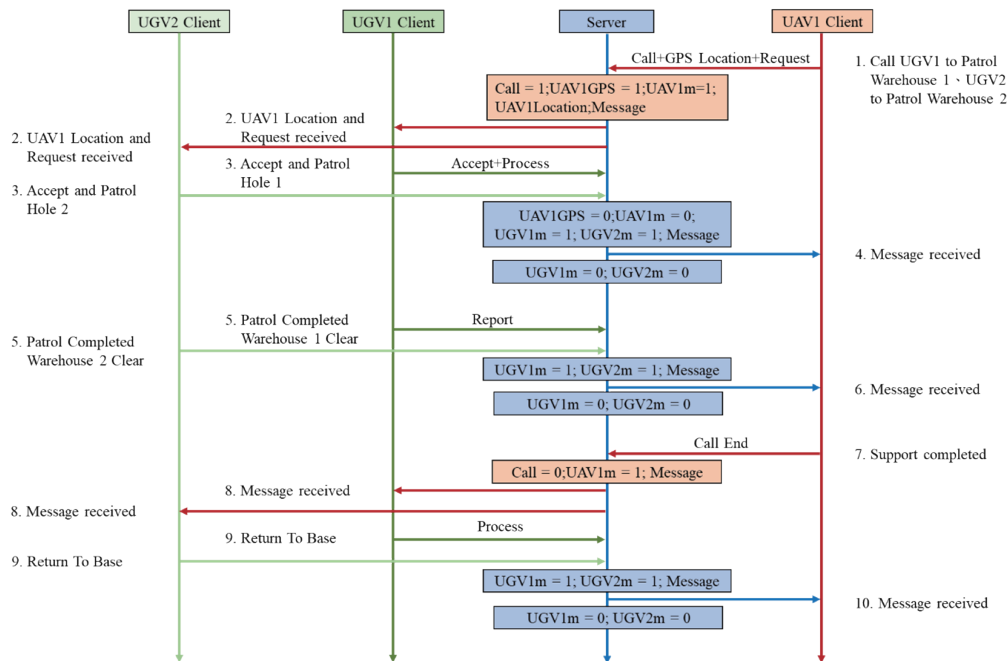 UGV2 Client
UGV1 Client
Server
UAV1 Client
Call+GPS Location+Request
1. Call UGV1 to Patrol
Warehouse 1、UGV2
to Patrol Warehouse 2
Call = 1;UAV1GPS = 1;UAV1m=1;
UAV1Location;Message
2. UAV1 Location and
Request received
2. UAV1 Location and
Request received
3. Accept and Patrol
Hole 1
Accept+Process
3. Accept and Patrol
Hole 2
UAV1GPS = 0;UAV1m = 0;
UGV1m = 1; UGV2m = 1; Message
4. Message received
UGV1m = 0; UGV2m = 0
5. Patrol Completed
Warehouse 1 Clear
Report
5. Patrol Completed
Warehouse 2 Clear
UGV1m = 1; UGV2m = 1; Message
6. Message received
UGV1m = 0; UGV2m = 0
Call End
7. Support completed
Call = 0;UAV1m = 1; Message
8. Message received
8. Message received
Process
9. Return To Base
9. Return To Base
UGV1m = 1; UGV2m = 1; Message
10. Message received
UGV1m = 0; UGV2m = 0